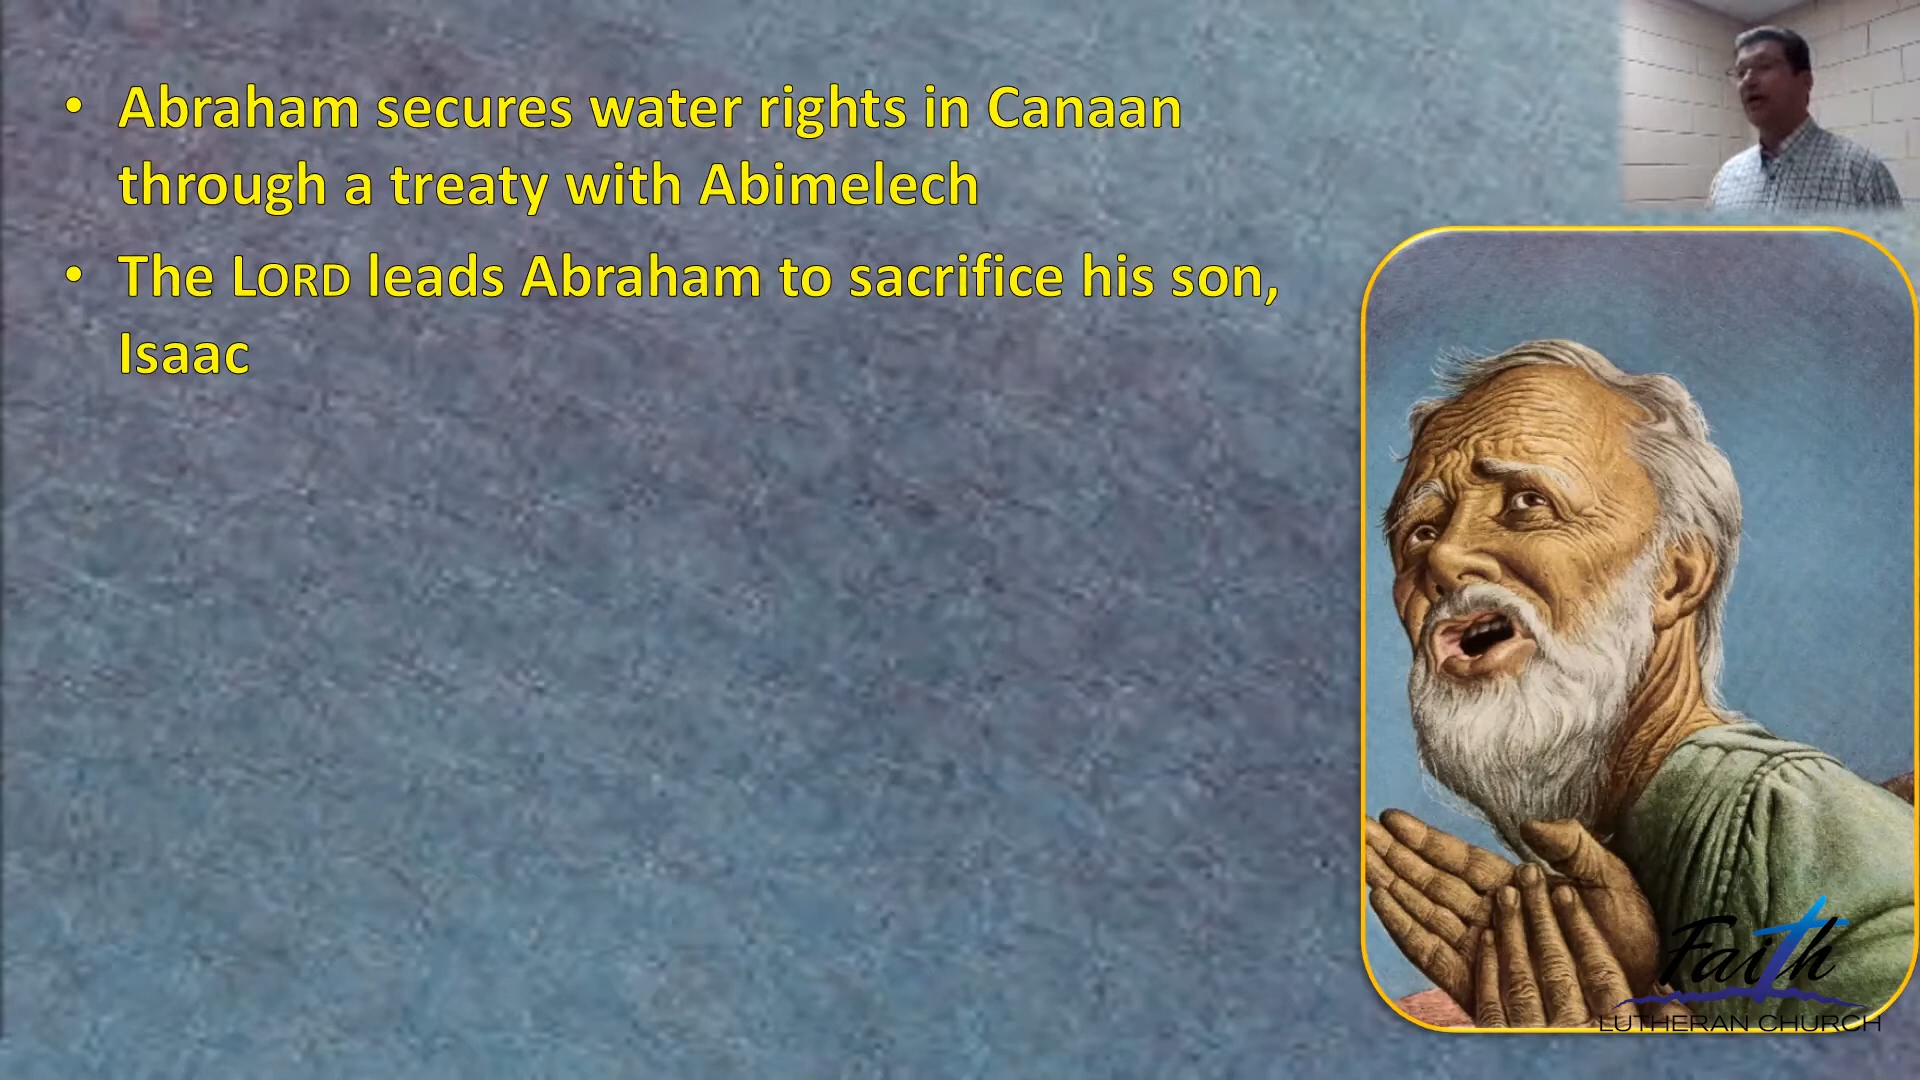 • Abraham secures water rights in Canaan
through a treaty with Abimelech
• The LORD leads Abraham to sacrifice his son,
Isaac
Faith
LUTHERAN CHURCH